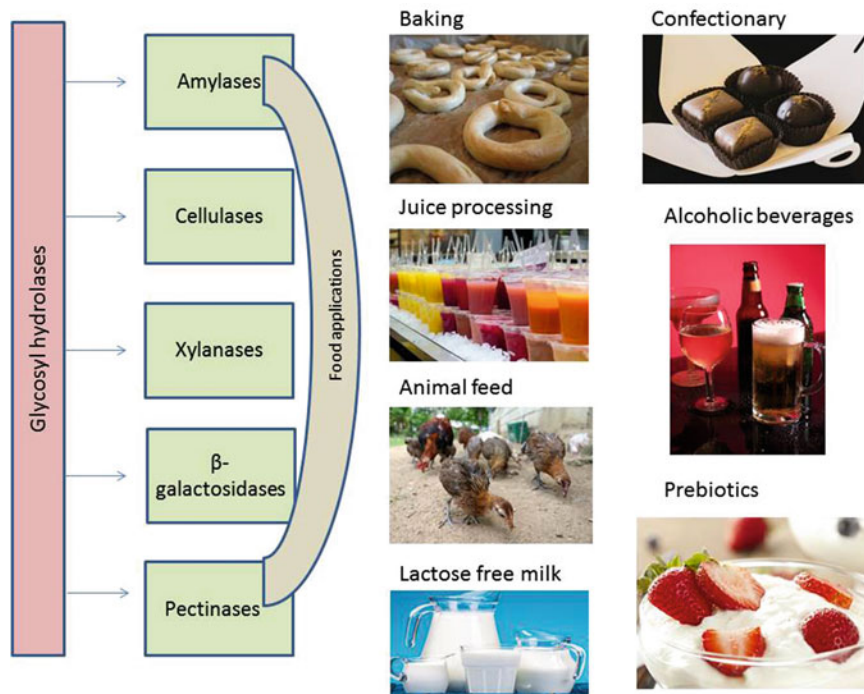 Glycosyl hydrolases
Amylases
Cellulases
Xylanases
β-
galactosidases
Pectinases
Food applications
Baking
Confectionary
Juice processing
Alcoholic beverages
Animal feed
Prebiotics
Lactose free milk